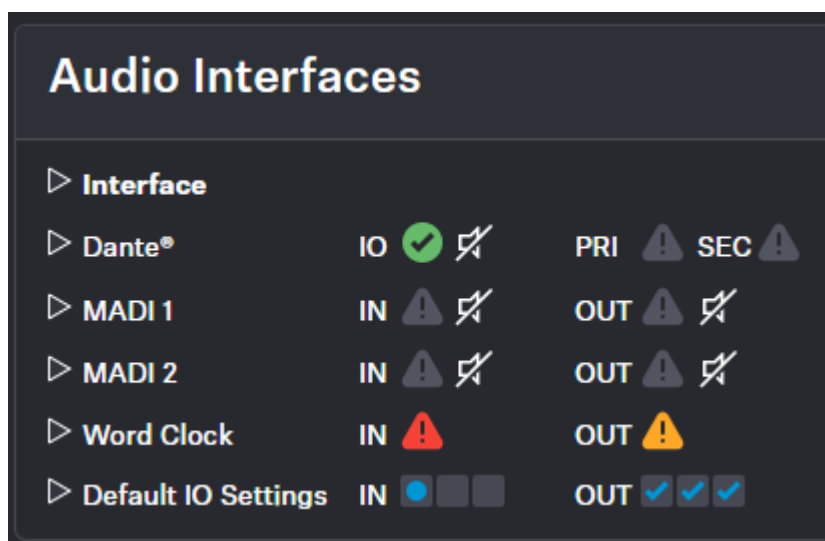 Audio Interfaces
Interface
Dante® IO PRI SEC
MADI 1 IN OUT
MADI 2 IN OUT
Word Clock IN OUT
Default IO Settings IN OUT